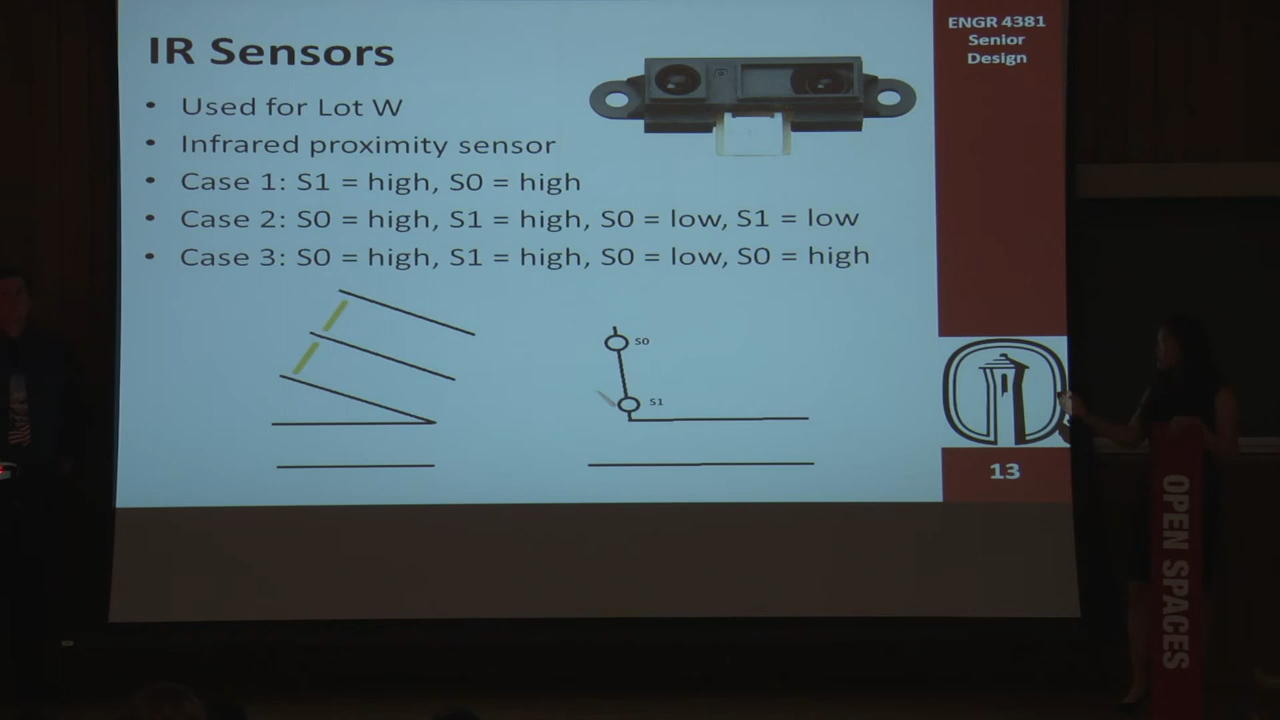 IR Sensors
• Used for Lot W
• Infrared proximity sensor
• Case 1: S1 = high, S0 = high
• Case 2: S0 = high, S1 = high, S0 = low, S1 = low
• Case 3: S0 = high, S1 = high, S0 = low, S0 = high
S0
S1
ENGR 4381
Senior
Design
13
OPEN SPACES